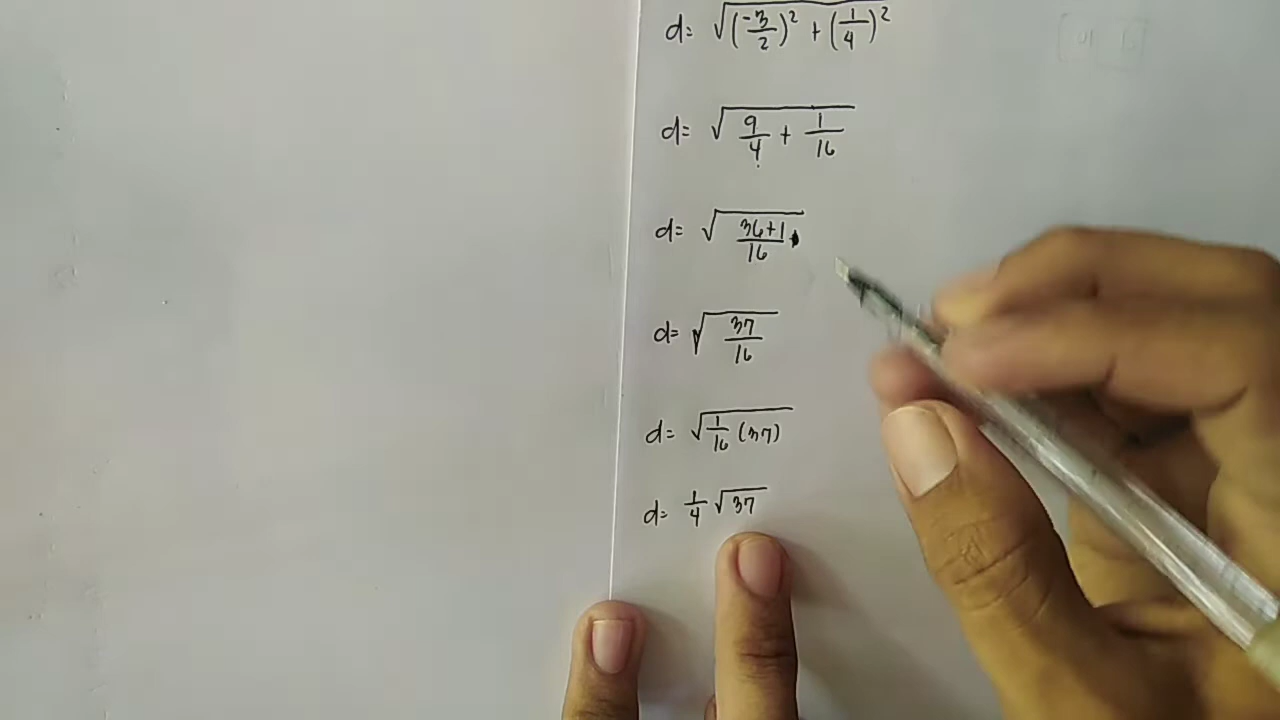 d= √((-3/2)² + (1/4)²)
d= √(9/4 + 1/16)
d= √((36+1)/16)
d= √(37/16)
d= √(1/16 (37))
d= 1/4 √37